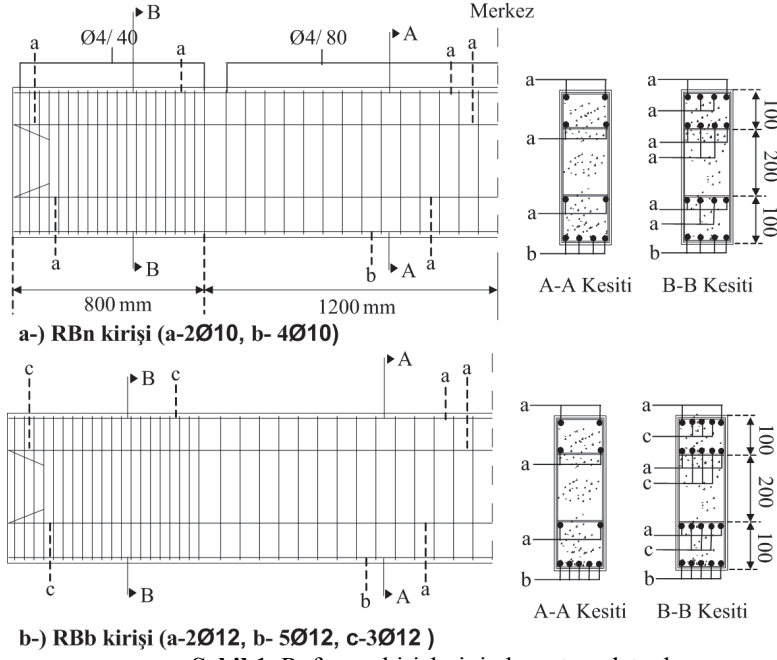 Merkez
B
A
Ø4/ 40
Ø4/ 80
a
a
a
a
a
a
a
a
a
a
a
a
a
100
200
100
a
a
b
a
b
b
B
A
A-A Kesiti
B-B Kesiti
800 mm
1200 mm
a-) RBn kirişi (a-2Ø10, b- 4Ø10)
c
B
c
A
a
a
a
a
c
a
a
c
a
c
a
100
200
100
c
b
a
b
b
B
A
A-A Kesiti
B-B Kesiti
b-) RBb kirişi (a-2Ø12, b- 5Ø12, c-3Ø12 )